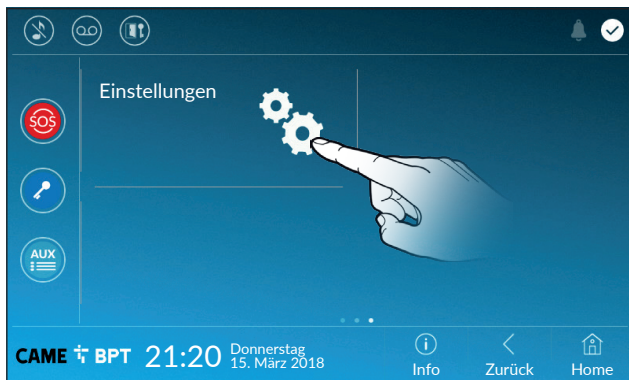 Einstellungen
SOS
AUX
CAME BPT
21:20
Donnerstag
15. März 2018
Info
Zurück
Home